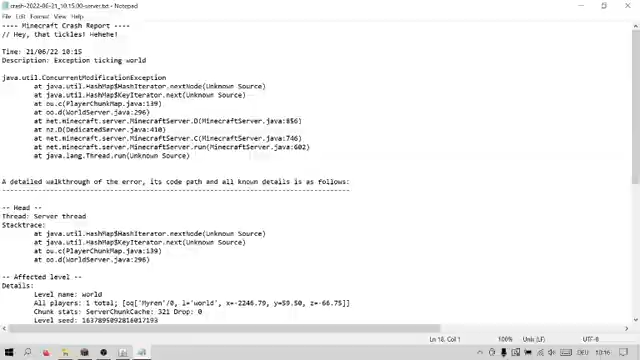 crash-2022-06-21_10.15.00-server.txt - Notepad
File Edit Format View Help
---- Minecraft Crash Report ----
// Hey, that tickles! Hehehe!
Time: 21/06/22 10:15
Description: Exception ticking world
java.util.ConcurrentModificationException
at java.util.HashMap$HashIterator.nextNode(Unknown Source)
at java.util.HashMap$KeyIterator.next(Unknown Source)
at ou.c(PlayerChunkMap.java:139)
at oo.d(WorldServer.java:296)
at net.minecraft.server.MinecraftServer.D(MinecraftServer.java:856)
at nz.D(DedicatedServer.java:410)
at net.minecraft.server.MinecraftServer.C(MinecraftServer.java:746)
at net.minecraft.server.MinecraftServer.run(MinecraftServer.java:602)
at java.lang.Thread.run(Unknown Source)
A detailed walkthrough of the error, its code path and all known details is as follows:
---------------------------------------------------------------------------------------
-- Head --
Thread: Server thread
Stacktrace:
at java.util.HashMap$HashIterator.nextNode(Unknown Source)
at java.util.HashMap$KeyIterator.next(Unknown Source)
at ou.c(PlayerChunkMap.java:139)
at oo.d(WorldServer.java:296)
-- Affected level --
Details:
Level name: world
All players: 1 total; [oq['Myren'/0, l='world', x=-2246.79, y=59.50, z=-66.75]]
Chunk stats: ServerChunkCache: 321 Drop: 0
Level seed: 1637895092816017193
Ln 18, Col 1 100% Unix (LF) UTF-8
DEU 10:16